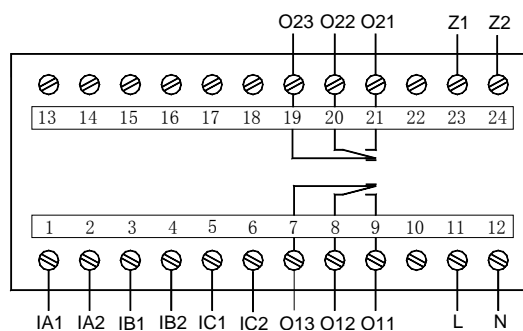 O23 O22 O21 Z1 Z2
13 14 15 16 17 18 19 20 21 22 23 24
1 2 3 4 5 6 7 8 9 10 11 12
IA1 IA2 IB1 IB2 IC1 IC2 O13 O12 O11 L N